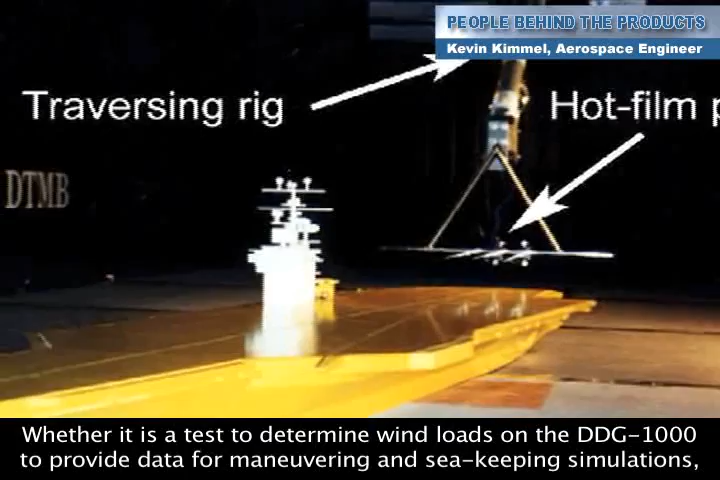 PEOPLE BEHIND THE PRODUCTS
Kevin Kimmel, Aerospace Engineer
Traversing rig
Hot-film
DTMB
Whether it is a test to determine wind loads on the DDG-1000
to provide data for maneuvering and sea-keeping simulations,